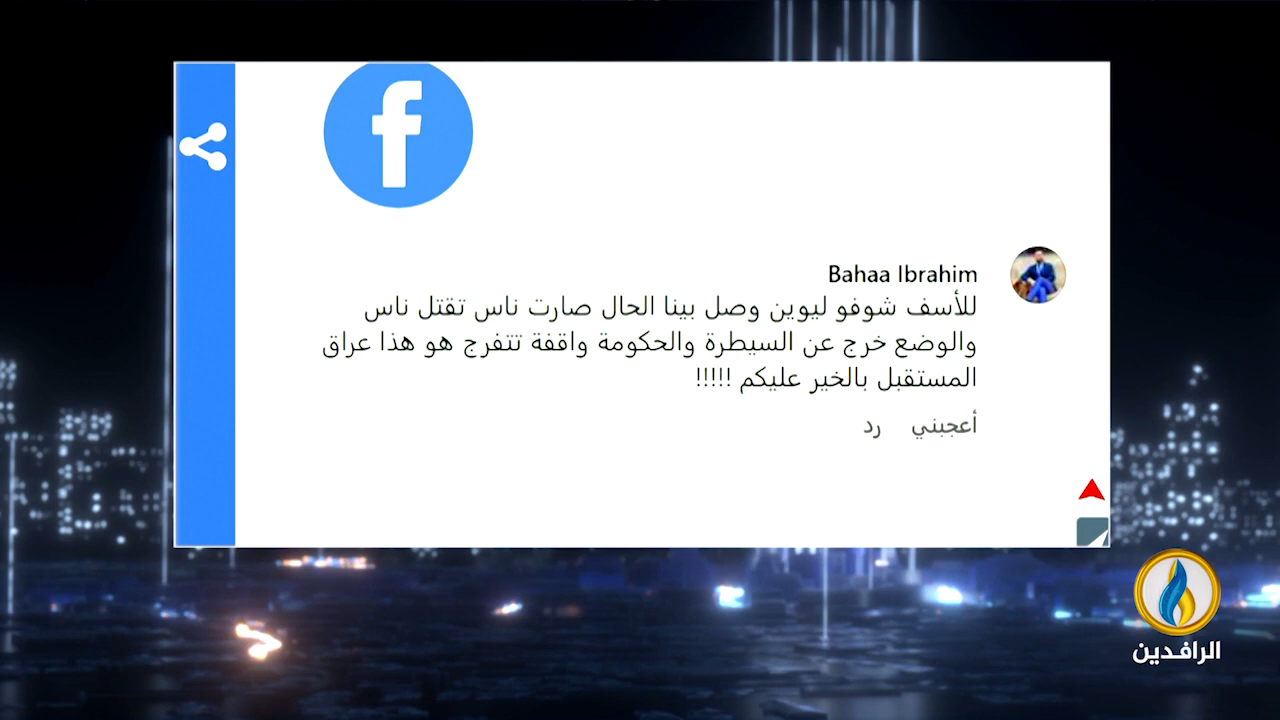 f
Bahaa Ibrahim
للأسف شوفو ليوين وصل بينا الحال صارت ناس تقتل ناس
والوضع خرج عن السيطرة والحكومة واقفة تتفرج هو هذا عراق
المستقبل بالخير عليكم !!!!!
أعجبني رد
الرافدين